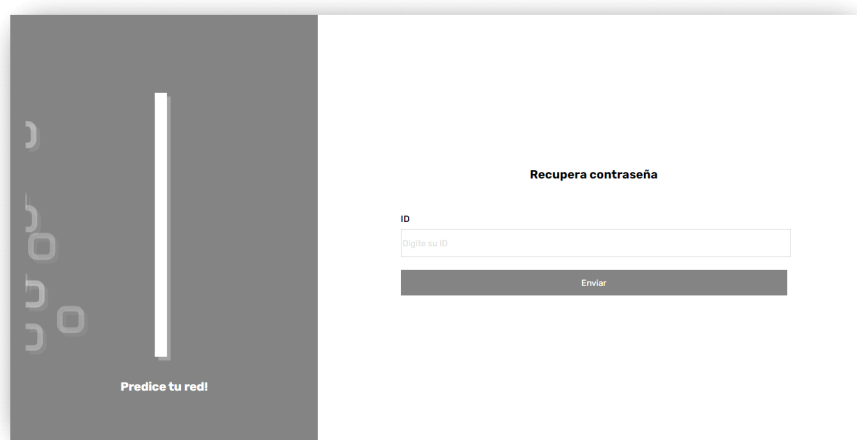 Recupera contraseña
ID
Digite su ID
Enviar
Predice tu red!